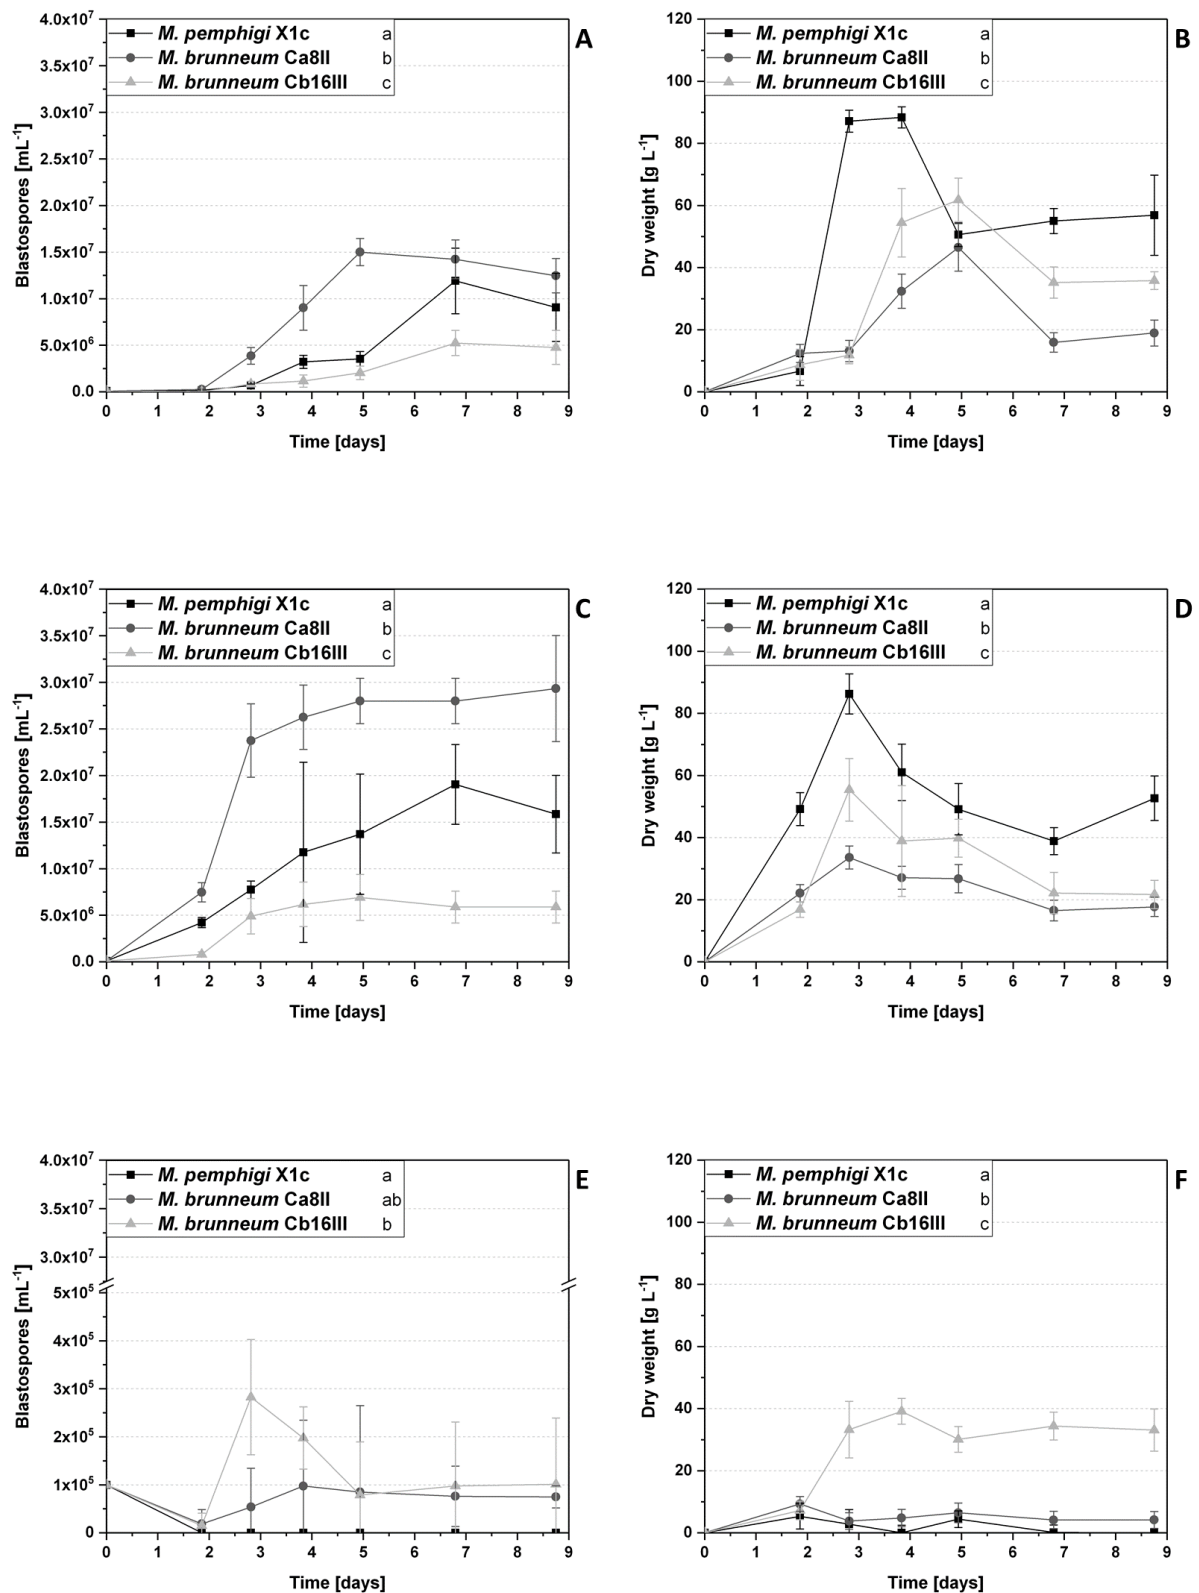 M. pemphigi X1c a
M. brunneum Ca8II b
M. brunneum Cb16III c
A
4.0x10⁷
3.5x10⁷
3.0x10⁷
2.5x10⁷
2.0x10⁷
1.5x10⁷
1.0x10⁷
5.0x10⁶
0.0
Blastospores [mL⁻¹]
0 1 2 3 4 5 6 7 8 9
Time [days]
M. pemphigi X1c a
M. brunneum Ca8II b
M. brunneum Cb16III c
B
120
100
80
60
40
20
0
Dry weight [g L⁻¹]
0 1 2 3 4 5 6 7 8 9
Time [days]
M. pemphigi X1c a
M. brunneum Ca8II b
M. brunneum Cb16III c
C
4.0x10⁷
3.5x10⁷
3.0x10⁷
2.5x10⁷
2.0x10⁷
1.5x10⁷
1.0x10⁷
5.0x10⁶
0.0
Blastospores [mL⁻¹]
0 1 2 3 4 5 6 7 8 9
Time [days]
M. pemphigi X1c a
M. brunneum Ca8II b
M. brunneum Cb16III c
D
120
100
80
60
40
20
0
Dry weight [g L⁻¹]
0 1 2 3 4 5 6 7 8 9
Time [days]
M. pemphigi X1c a
M. brunneum Ca8II ab
M. brunneum Cb16III b
E
4.0x10⁷
3.5x10⁷
3.0x10⁷
5x10⁵
4x10⁵
3x10⁵
2x10⁵
1x10⁵
0
Blastospores [mL⁻¹]
0 1 2 3 4 5 6 7 8 9
Time [days]
M. pemphigi X1c a
M. brunneum Ca8II b
M. brunneum Cb16III c
F
120
100
80
60
40
20
0
Dry weight [g L⁻¹]
0 1 2 3 4 5 6 7 8 9
Time [days]